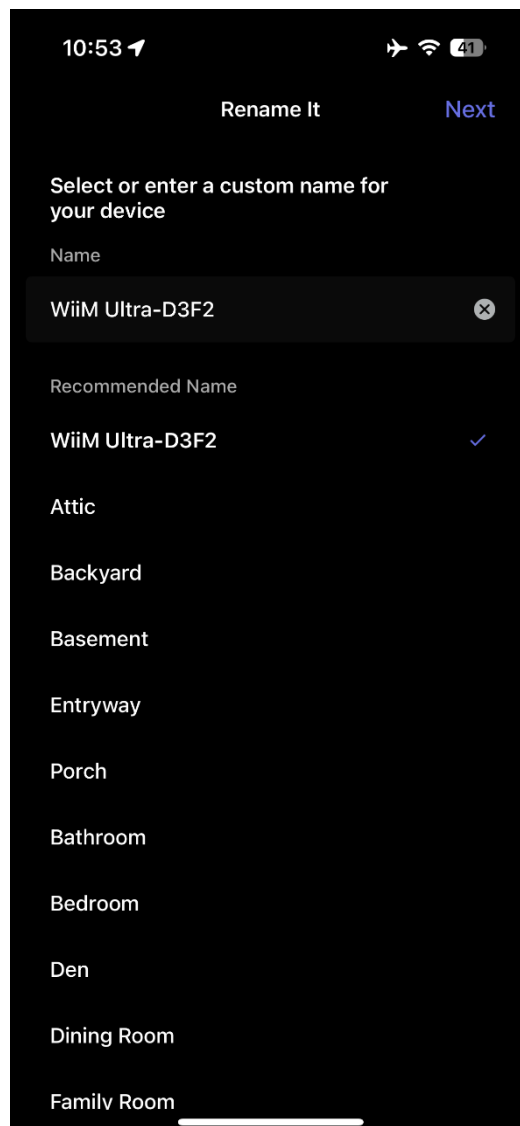 10:53
41
Rename It
Next
Select or enter a custom name for
your device
Name
WiiM Ultra-D3F2
Recommended Name
WiiM Ultra-D3F2
Attic
Backyard
Basement
Entryway
Porch
Bathroom
Bedroom
Den
Dining Room
Family Room